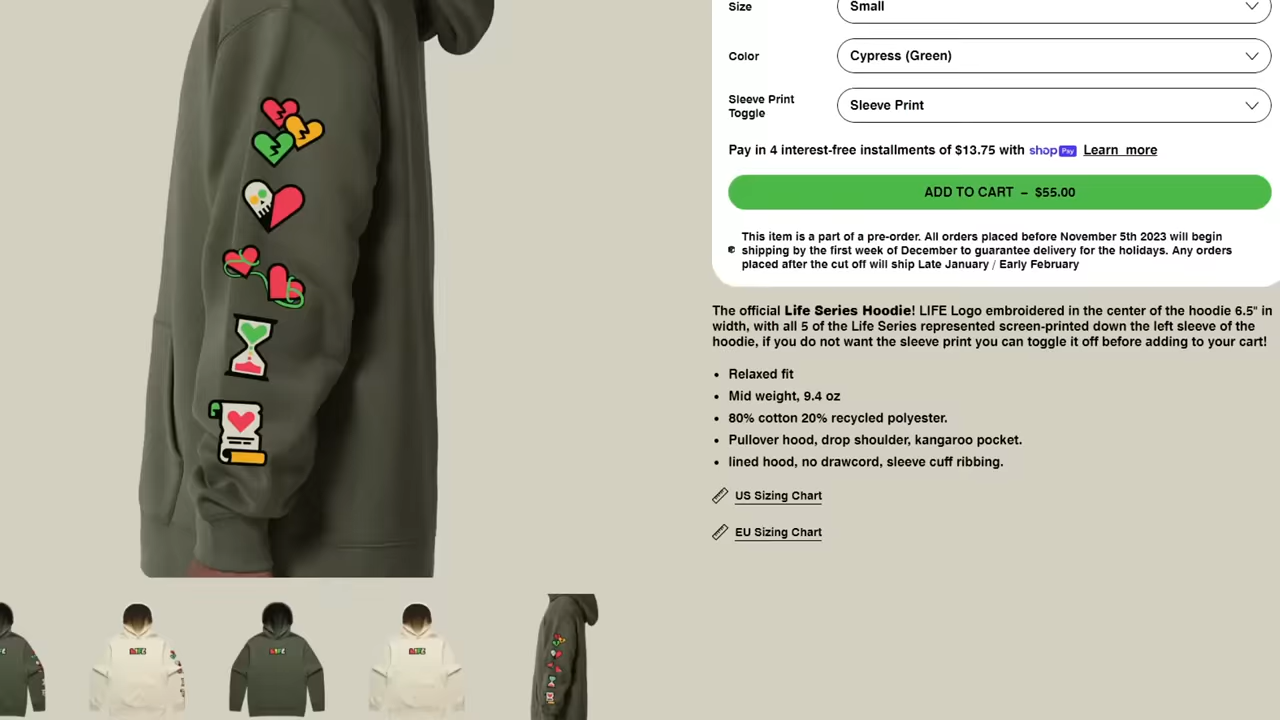 Size
Small
Color
Cypress (Green)
Sleeve Print
Toggle
Sleeve Print
Pay in 4 interest-free installments of $13.75 with shop Pay Learn more
ADD TO CART – $55.00
This item is a part of a pre-order. All orders placed before November 5th 2023 will begin
shipping by the first week of December to guarantee delivery for the holidays. Any orders
placed after the cut off will ship Late January / Early February
The official Life Series Hoodie! LIFE Logo embroidered in the center of the hoodie 6.5" in
width, with all 5 of the Life Series represented screen-printed down the left sleeve of the
hoodie, if you do not want the sleeve print you can toggle it off before adding to your cart!
• Relaxed fit
• Mid weight, 9.4 oz
• 80% cotton 20% recycled polyester.
• Pullover hood, drop shoulder, kangaroo pocket.
• lined hood, no drawcord, sleeve cuff ribbing.
US Sizing Chart
EU Sizing Chart